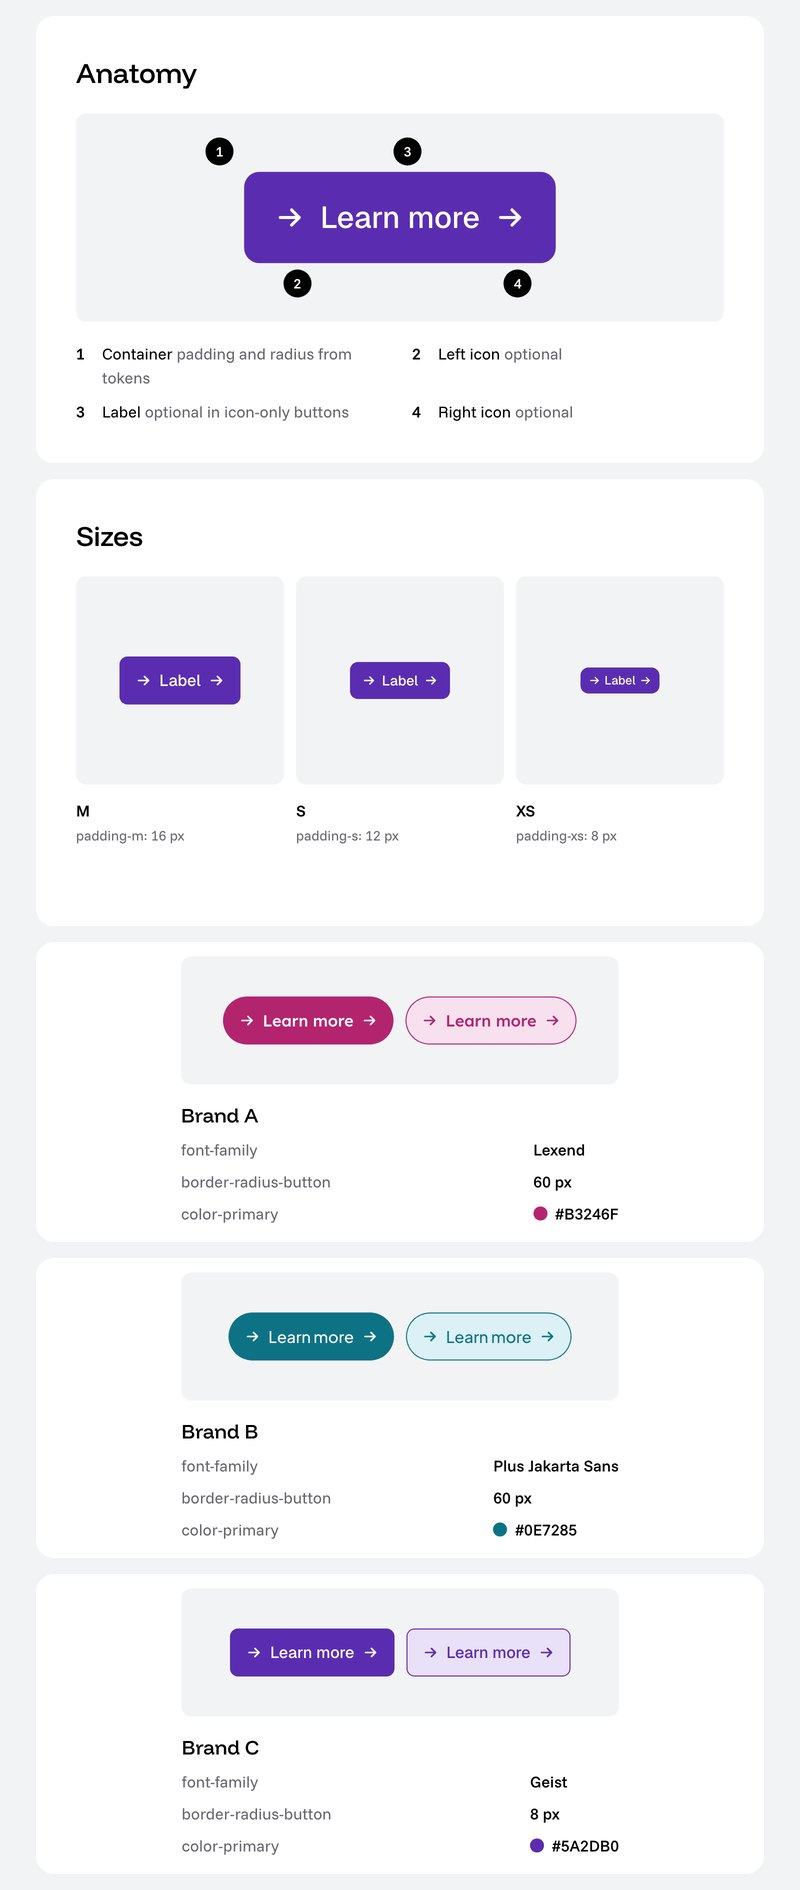 Anatomy
1
3
Learn more
2
4
1 Container padding and radius from
tokens
2 Left icon optional
3 Label optional in icon-only buttons
4 Right icon optional
Sizes
Label
Label
Label
M
padding-m: 16 px
S
padding-s: 12 px
XS
padding-xs: 8 px
Learn more
Learn more
Brand A
font-family Lexend
border-radius-button 60 px
color-primary #B3246F
Learn more
Learn more
Brand B
font-family Plus Jakarta Sans
border-radius-button 60 px
color-primary #0E7285
Learn more
Learn more
Brand C
font-family Geist
border-radius-button 8 px
color-primary #5A2DB0